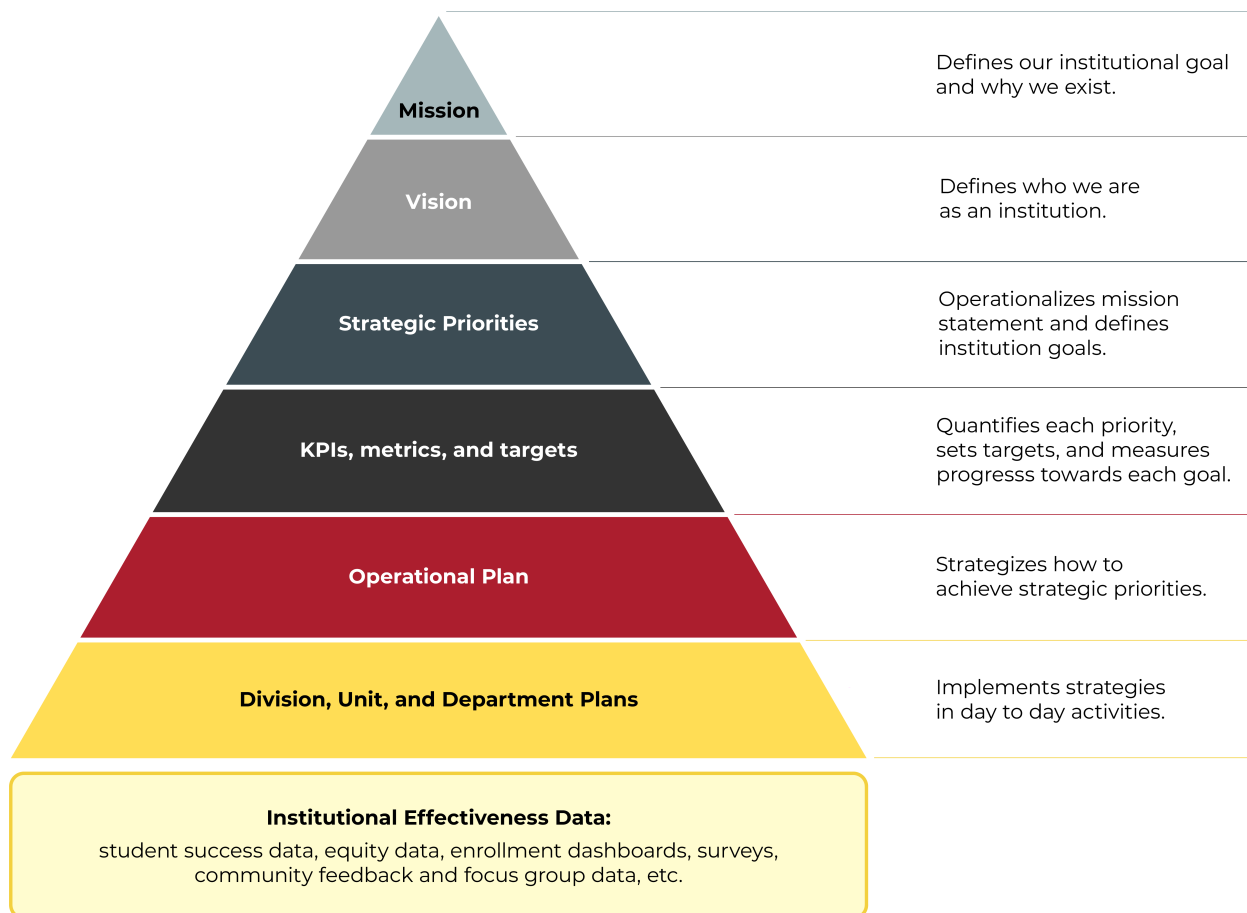 Mission
Defines our institutional goal
and why we exist.
Vision
Defines who we are
as an institution.
Strategic Priorities
Operationalizes mission
statement and defines
institution goals.
KPIs, metrics, and targets
Quantifies each priority,
sets targets, and measures
progresss towards each goal.
Operational Plan
Strategizes how to
achieve strategic priorities.
Division, Unit, and Department Plans
Implements strategies
in day to day activities.
Institutional Effectiveness Data:
student success data, equity data, enrollment dashboards, surveys,
community feedback and focus group data, etc.